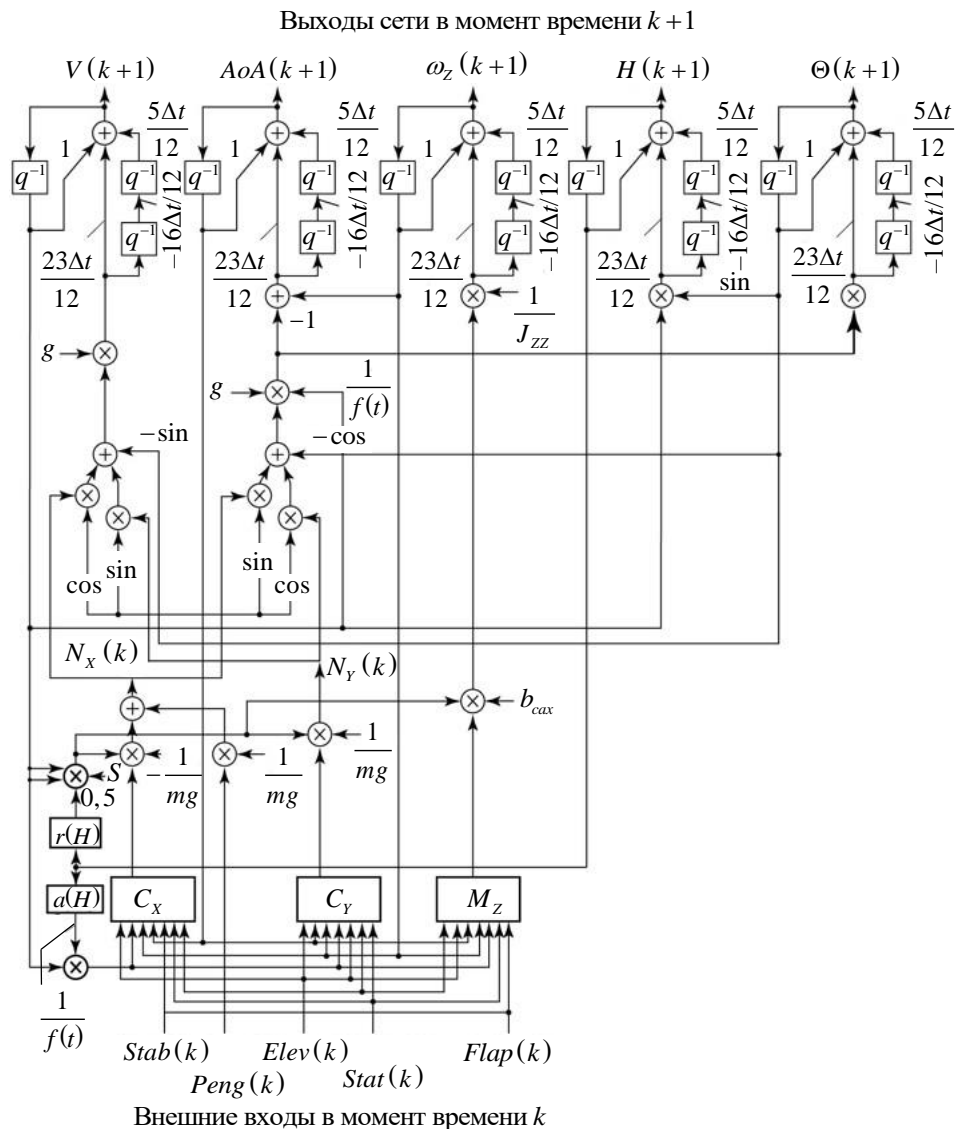 Выходы сети в момент времени k+1
V(k+1) AoA(k+1) ω_Z(k+1) H(k+1) Θ(k+1)
5Δt/12 5Δt/12 5Δt/12 5Δt/12 5Δt/12
1 1 1 1 1
q⁻¹ q⁻¹ q⁻¹ q⁻¹ q⁻¹ q⁻¹ q⁻¹ q⁻¹ q⁻¹ q⁻¹
−16Δt/12 −16Δt/12 −16Δt/12 −16Δt/12 −16Δt/12
q⁻¹ q⁻¹ q⁻¹ q⁻¹ q⁻¹
23Δt/12 23Δt/12 23Δt/12 23Δt/12 23Δt/12
sin
−1 1/J_ZZ
g
g 1/f(t)
−sin −cos
sin sin
cos cos
N_X(k) N_Y(k)
b_cax
S −1/mg 1/mg 1/mg
0,5
r(H)
a(H) C_X C_Y M_Z
1/f(t)
Stab(k) Elev(k) Flap(k)
Peng(k) Stat(k)
Внешние входы в момент времени k